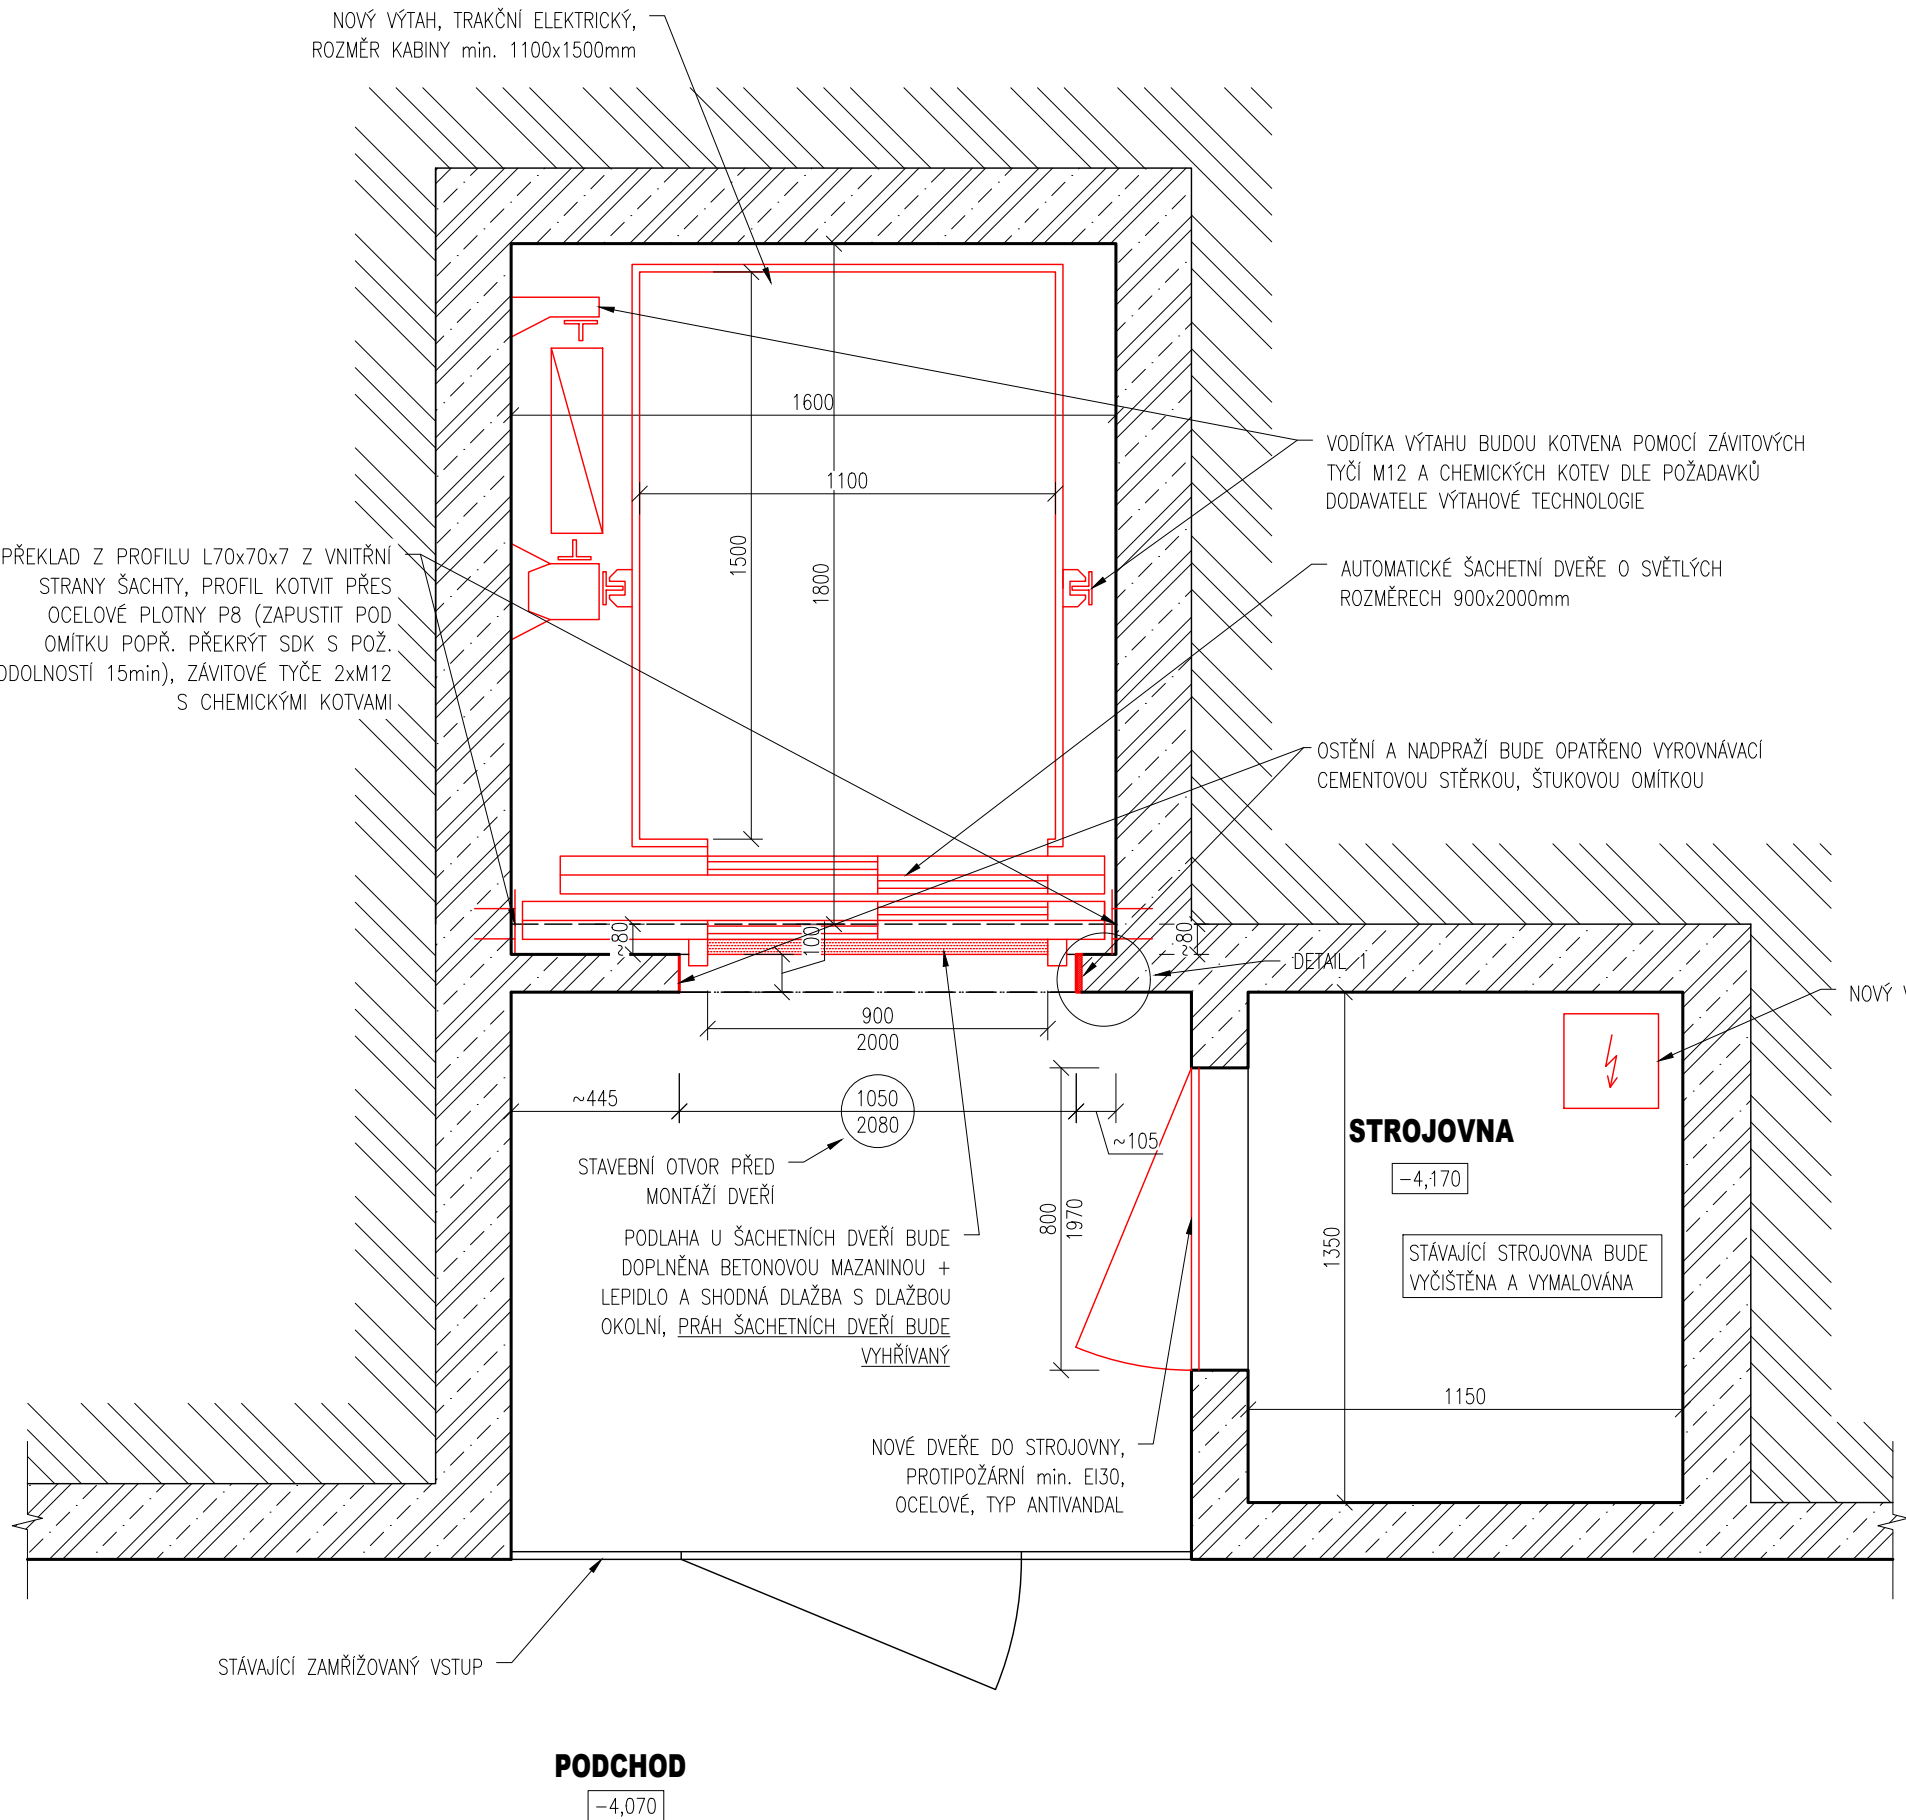 NOVÝ VÝTAH, TRAKČNÍ ELEKTRICKÝ,
ROZMĚR KABINY min. 1100x1500mm
1600
1100
1500
1800
VODÍTKA VÝTAHU BUDOU KOTVENA POMOCÍ ZÁVITOVÝCH
TYČÍ M12 A CHEMICKÝCH KOTEV DLE POŽADAVKŮ
DODAVATELE VÝTAHOVÉ TECHNOLOGIE
PŘEKLAD Z PROFILU L70x70x7 Z VNITŘNÍ
STRANY ŠACHTY, PROFIL KOTVIT PŘES
OCELOVÉ PLOTNY P8 (ZAPUSTIT POD
OMÍTKU POPŘ. PŘEKRÝT SDK S POŽ.
ODOLNOSTÍ 15min), ZÁVITOVÉ TYČE 2xM12
S CHEMICKÝMI KOTVAMI
AUTOMATICKÉ ŠACHETNÍ DVEŘE O SVĚTLÝCH
ROZMĚRECH 900x2000mm
OSTĚNÍ A NADPRAŽÍ BUDE OPATŘENO VYROVNÁVACÍ
CEMENTOVOU STĚRKOU, ŠTUKOVOU OMÍTKOU
~80
100
~80
DETAIL 1
NOVÝ
900
2000
~445
1050
2080
~105
STAVEBNÍ OTVOR PŘED
MONTÁŽÍ DVEŘÍ
STROJOVNA
-4,170
800
1970
1350
PODLAHA U ŠACHETNÍCH DVEŘÍ BUDE
DOPLNĚNA BETONOVOU MAZANINOU +
LEPIDLO A SHODNÁ DLAŽBA S DLAŽBOU
OKOLNÍ, PRÁH ŠACHETNÍCH DVEŘÍ BUDE
VYHŘÍVANÝ
STÁVAJÍCÍ STROJOVNA BUDE
VYČIŠTĚNA A VYMALOVÁNA
1150
NOVÉ DVEŘE DO STROJOVNY,
PROTIPOŽÁRNÍ min. EI30,
OCELOVÉ, TYP ANTIVANDAL
STÁVAJÍCÍ ZAMŘÍŽOVANÝ VSTUP
PODCHOD
-4,070